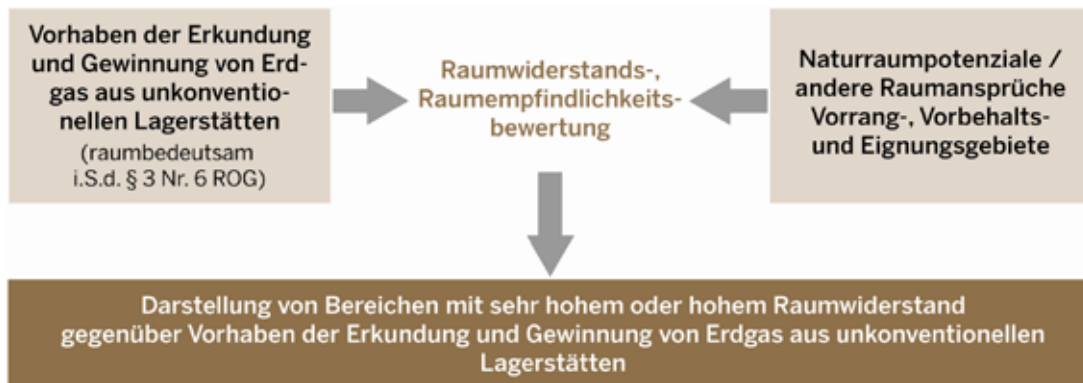 Vorhaben der Erkundung
und Gewinnung von Erd-
gas aus unkonventio-
nellen Lagerstätten
(raumbedeutsam
i.S.d. § 3 Nr. 6 ROG)
Raumwiderstands-,
Raumempfindlichkeits-
bewertung
Naturraumpotenziale /
andere Raumansprüche
Vorrang-, Vorbehalts-
und Eignungsgebiete
Darstellung von Bereichen mit sehr hohem oder hohem Raumwiderstand
gegenüber Vorhaben der Erkundung und Gewinnung von Erdgas aus unkonventionellen
Lagerstätten